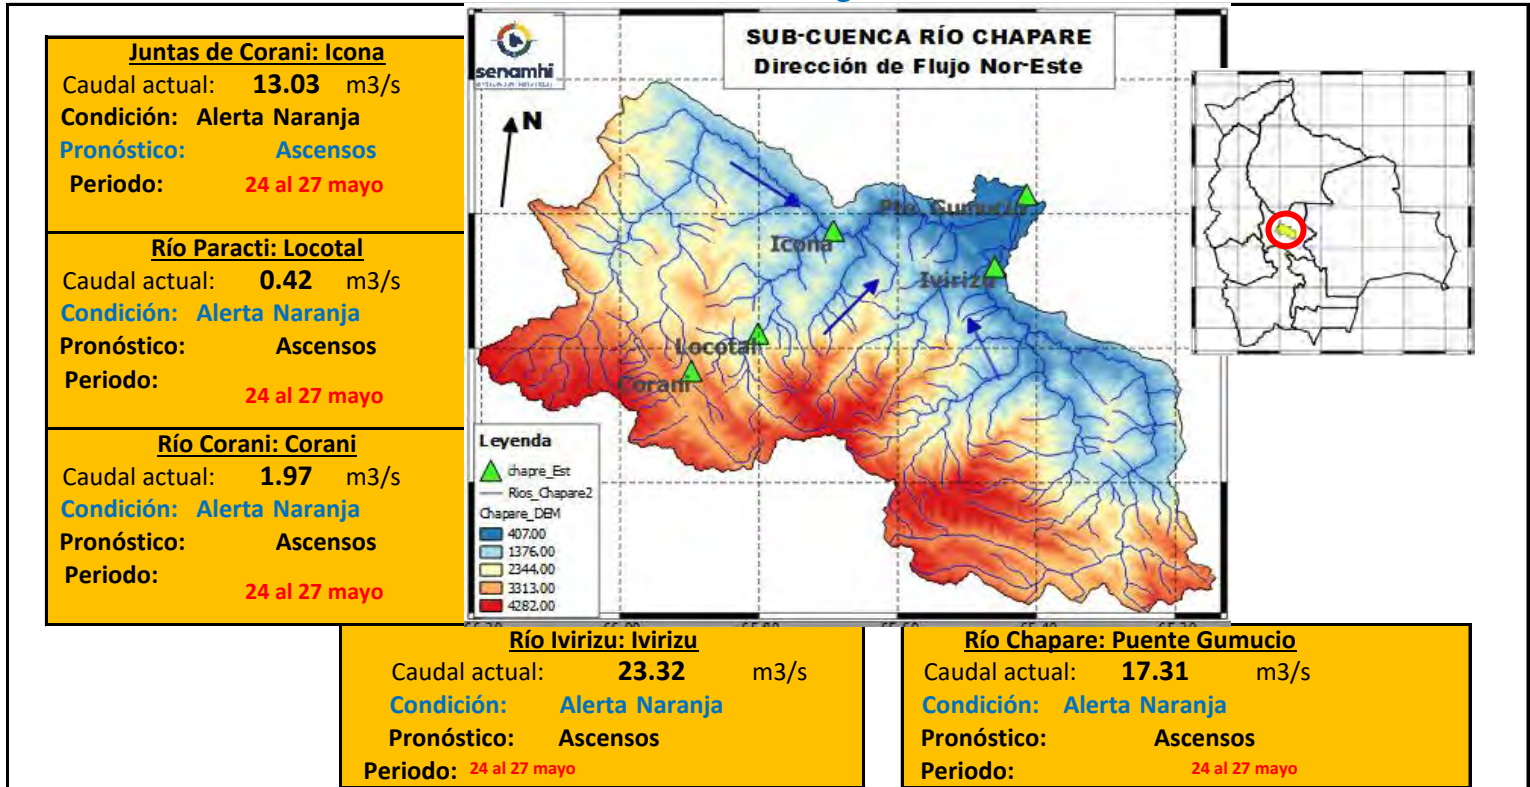 Juntas de Corani: Icona
Caudal actual: 13.03 m3/s
Condición: Alerta Naranja
Pronóstico: Ascensos
Periodo: 24 al 27 mayo
Río Paracti: Locotal
Caudal actual: 0.42 m3/s
Condición: Alerta Naranja
Pronóstico: Ascensos
Periodo:
24 al 27 mayo
Río Corani: Corani
Caudal actual: 1.97 m3/s
Condición: Alerta Naranja
Pronóstico: Ascensos
Periodo:
24 al 27 mayo
senamhi
SUB-CUENCA RÍO CHAPARE
Dirección de Flujo Nor-Este
N
Pte. Gumucio
Icona
Ivirizu
Locotal
Corani
Leyenda
chapre_Est
Rios_Chapare2
Chapare_DEM
407.00
1376.00
2344.00
3313.00
4282.00
Río Ivirizu: Ivirizu
Caudal actual: 23.32 m3/s
Condición: Alerta Naranja
Pronóstico: Ascensos
Periodo: 24 al 27 mayo
Río Chapare: Puente Gumucio
Caudal actual: 17.31 m3/s
Condición: Alerta Naranja
Pronóstico: Ascensos
Periodo: 24 al 27 mayo